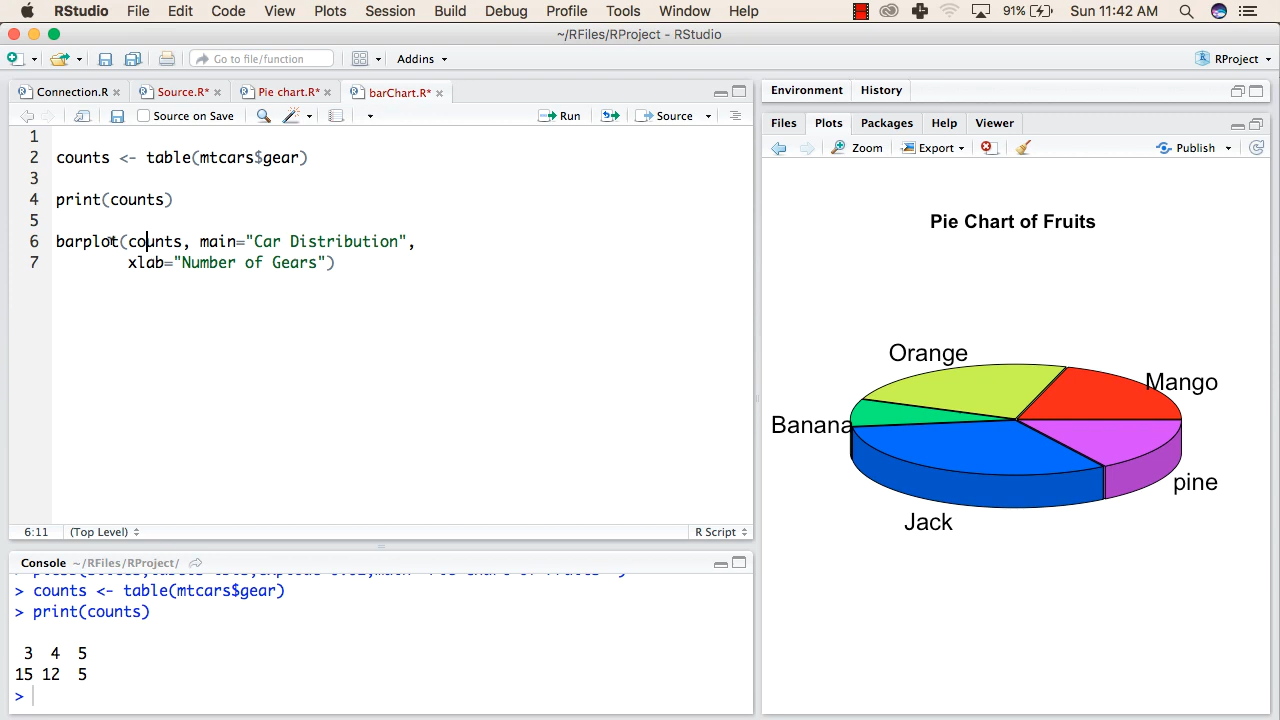 RStudio File Edit Code View Plots Session Build Debug Profile Tools Window Help 91% Sun 11:42 AM
~/RFiles/RProject - RStudio
Go to file/function Addins RProject
Connection.R Source.R* Pie chart.R* barChart.R*
Source on Save Run Source
1
2 counts <- table(mtcars$gear)
3
4 print(counts)
5
6 barplot(counts, main="Car Distribution",
7 xlab="Number of Gears")
6:11 (Top Level) R Script
Console ~/RFiles/RProject/
> counts <- table(mtcars$gear)
> print(counts)
3 4 5
15 12 5
>
Environment History
Files Plots Packages Help Viewer
Zoom Export Publish
Pie Chart of Fruits
Orange
Mango
Banana
pine
Jack